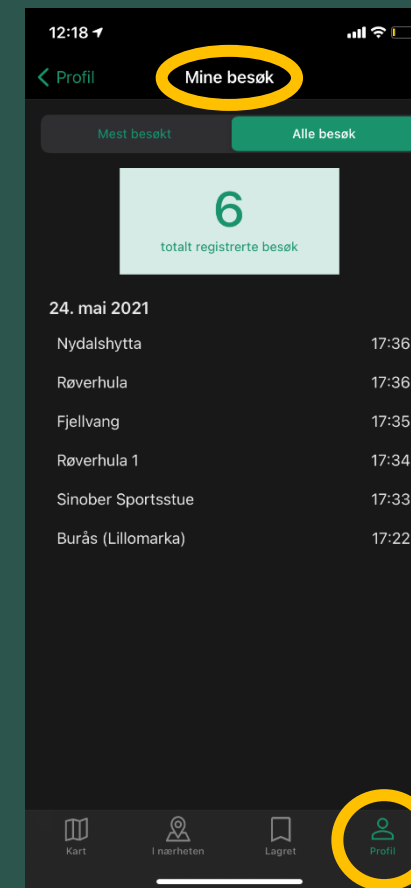 12:18
Profil Mine besøk
Mest besøkt Alle besøk
6
totalt registrerte besøk
24. mai 2021
Nydalshytta 17:36
Røverhula 17:36
Fjellvang 17:35
Røverhula 1 17:34
Sinober Sportsstue 17:33
Burås (Lillomarka) 17:22
Kart I nærheten Lagret Profil